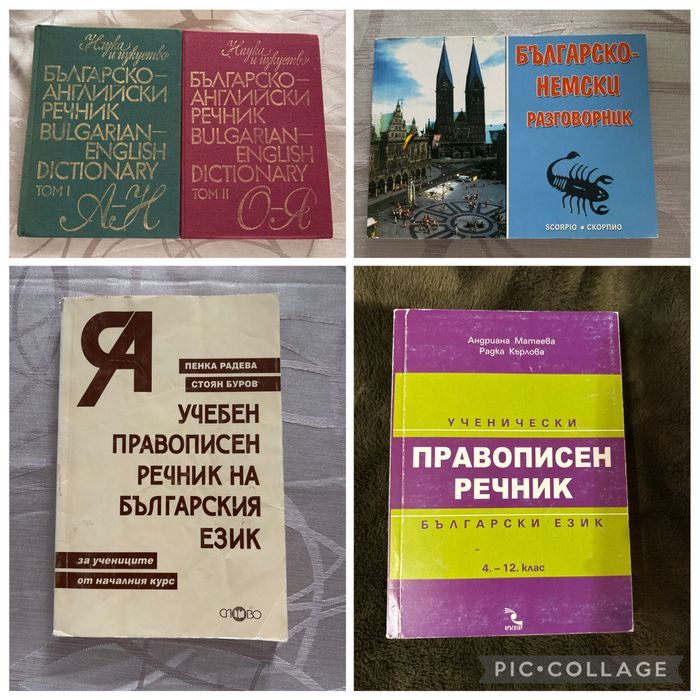 Наука и изкуство
БЪЛГАРСКО-
АНГЛИЙСКИ
РЕЧНИК
BULGARIAN-
ENGLISH
DICTIONARY
ТОМ I
А-Н
Наука и изкуство
БЪЛГАРСКО-
АНГЛИЙСКИ
РЕЧНИК
BULGARIAN-
ENGLISH
DICTIONARY
ТОМ II
О-Я
БЪЛГАРСКО-
НЕМСКИ
РАЗГОВОРНИК
SCORPIO • СКОРПИО
ПЕНКА РАДЕВА
СТОЯН БУРОВ
УЧЕБЕН
ПРАВОПИСЕН
РЕЧНИК НА
БЪЛГАРСКИЯ
ЕЗИК
за учениците
от началния курс
СЛОВО
Андриана Матеева
Радка Кърлова
УЧЕНИЧЕСКИ
ПРАВОПИСЕН
РЕЧНИК
БЪЛГАРСКИ ЕЗИК
4. – 12. клас
КРЪГОЗОР
PIC•COLLAGE